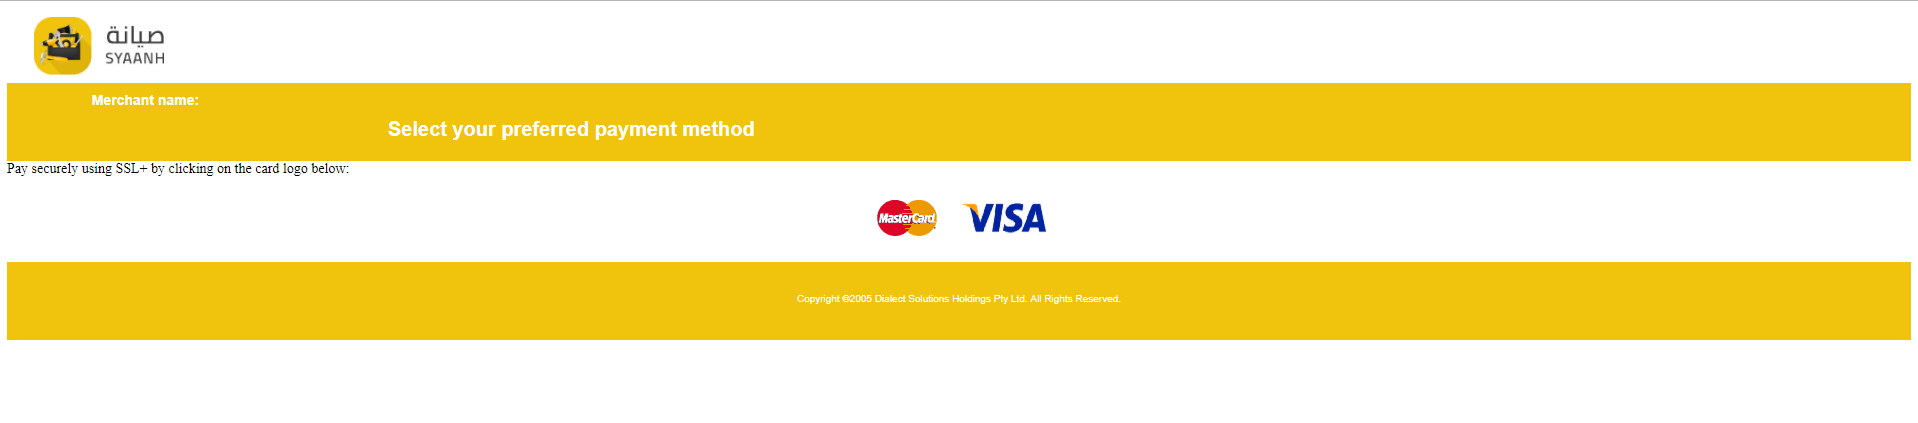 صيانة
SYAANH
Merchant name:
Select your preferred payment method
Pay securely using SSL+ by clicking on the card logo below:
MasterCard VISA
Copyright ©2005 Dialect Solutions Holdings Pty Ltd. All Rights Reserved.